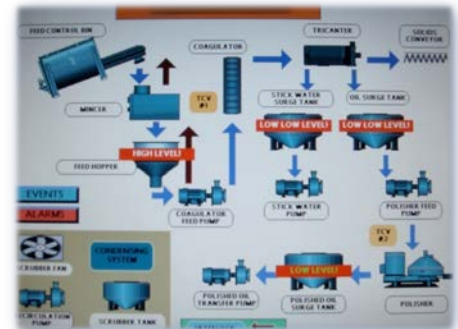 FEED CONTROL BIN
COAGULATOR
TRICANTER
SOLIDS
CONVEYOR
MINCER
TCV
#1
STICK WATER
SURGE TANK
OIL SURGE TANK
LOW LOW LEVEL!
LOW LOW LEVEL!
HIGH LEVEL!
FEED HOPPER
EVENTS
ALARMS
COAGULATOR
FEED PUMP
STICK WATER
PUMP
POLISHER FEED
PUMP
TCV
#2
SCRUBBER FAN
CONDENSING
SYSTEM
LOW LEVEL!
POLISHED OIL
TRANSFER PUMP
POLISHED OIL
SURGE TANK
POLISHER
CIRCULATION
PUMP
SCRUBBER TANK